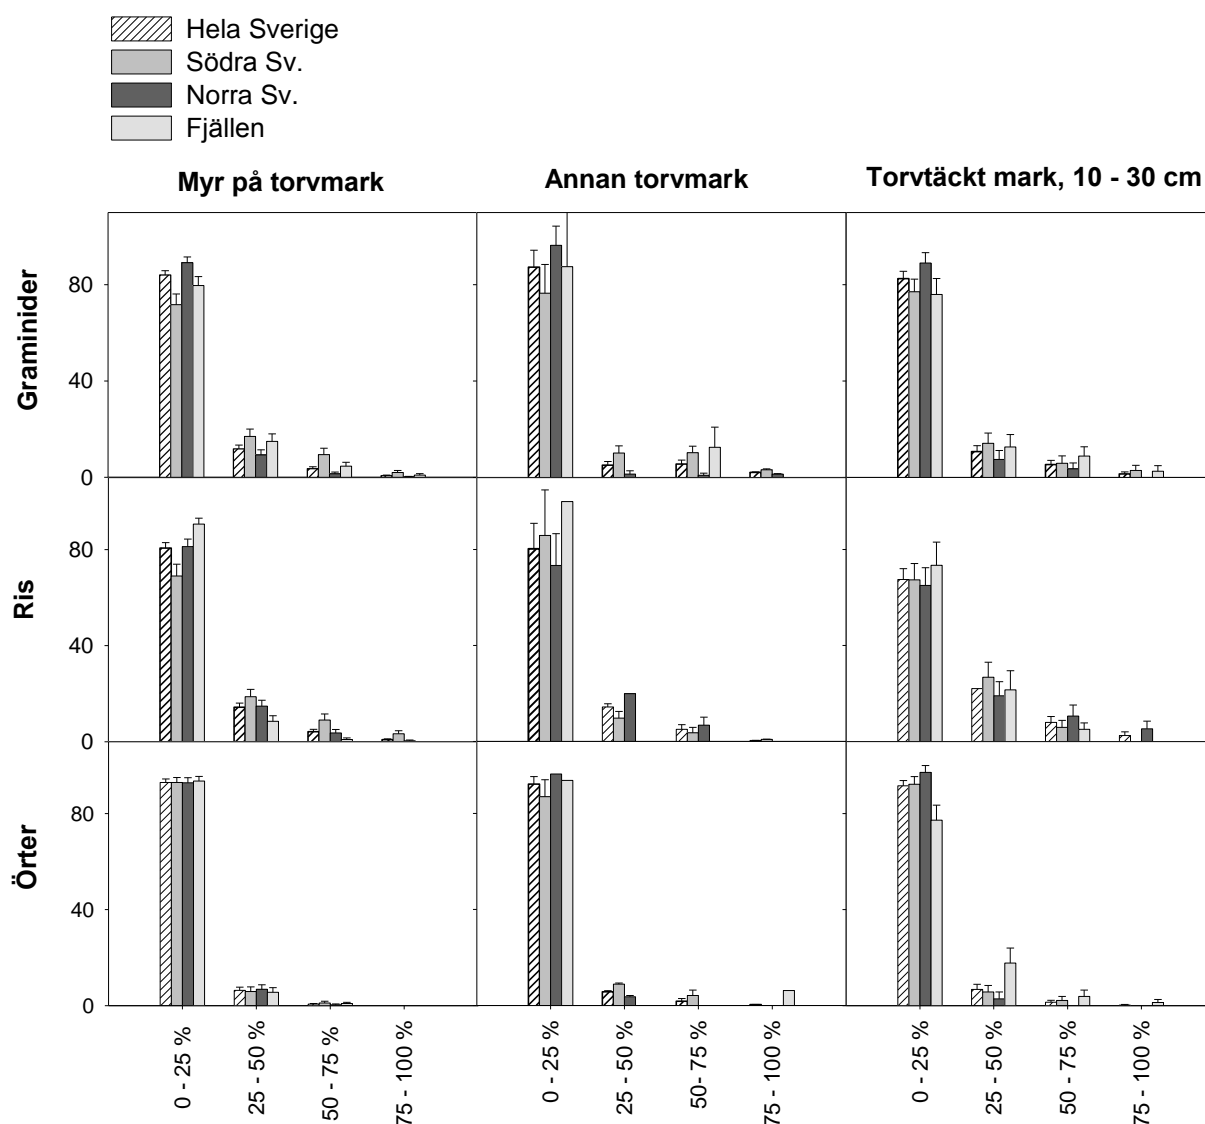 Hela Sverige
Södra Sv.
Norra Sv.
Fjällen
Myr på torvmark
Annan torvmark
Torvtäckt mark, 10 - 30 cm
Graminider
80
40
0
Ris
80
40
0
Örter
80
40
0
0 - 25 %
25 - 50 %
50 - 75 %
75 - 100 %
0 - 25 %
25 - 50 %
50- 75 %
75 - 100 %
0 - 25 %
25 - 50 %
50 - 75 %
75 - 100 %